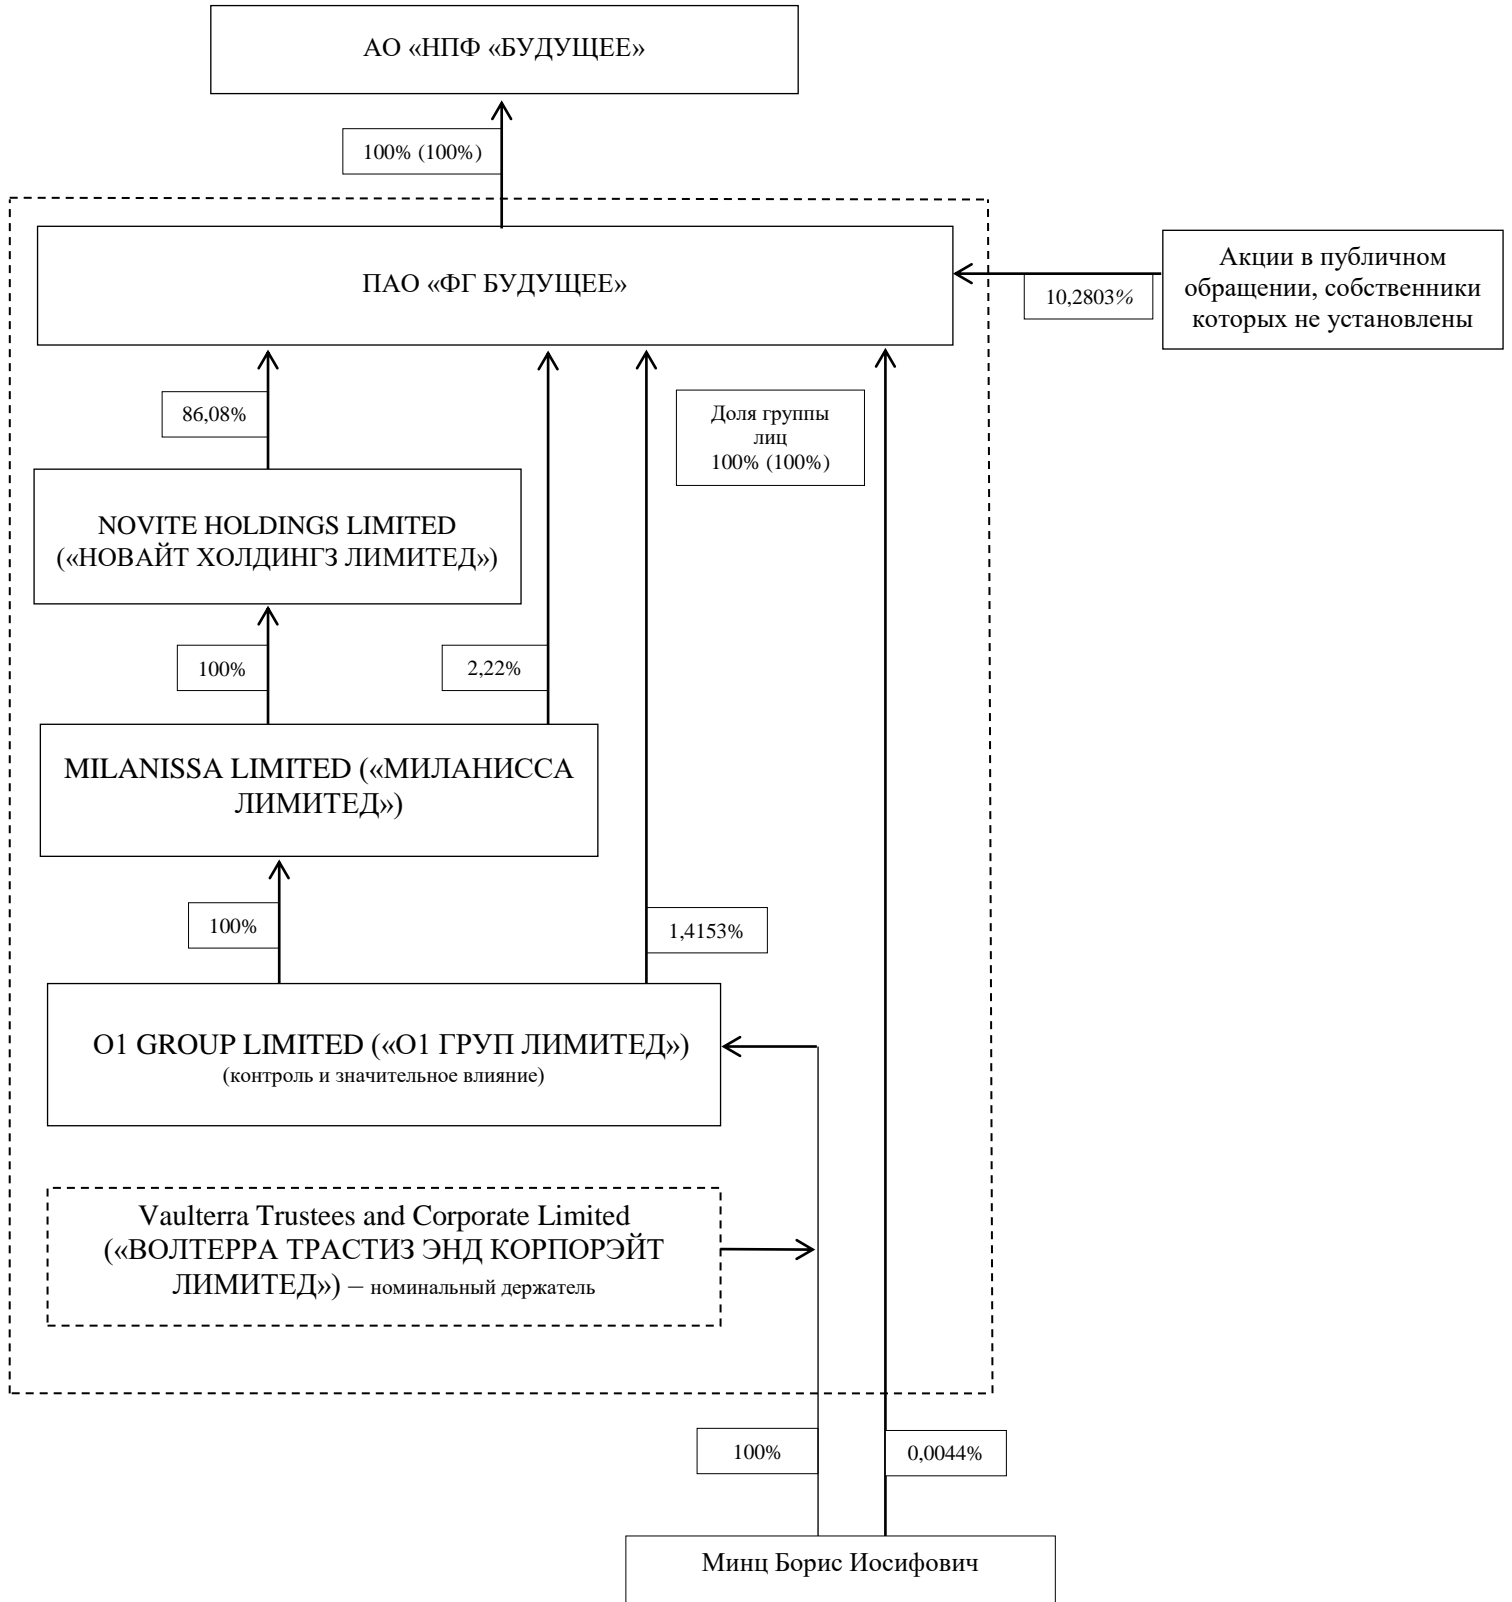 АО «НПФ «БУДУЩЕЕ»
100% (100%)
ПАО «ФГ БУДУЩЕЕ»
Акции в публичном
обращении, собственники
которых не установлены
10,2803%
86,08%
Доля группы
лиц
100% (100%)
NOVITE HOLDINGS LIMITED
(«НОВАЙТ ХОЛДИНГЗ ЛИМИТЕД»)
100%
2,22%
MILANISSA LIMITED («МИЛАНИССА
ЛИМИТЕД»)
100%
1,4153%
O1 GROUP LIMITED («О1 ГРУП ЛИМИТЕД»)
(контроль и значительное влияние)
Vaulterra Trustees and Corporate Limited
(«ВОЛТЕРРА ТРАСТИЗ ЭНД КОРПОРЭЙТ
ЛИМИТЕД») – номинальный держатель
100%
0,0044%
Минц Борис Иосифович